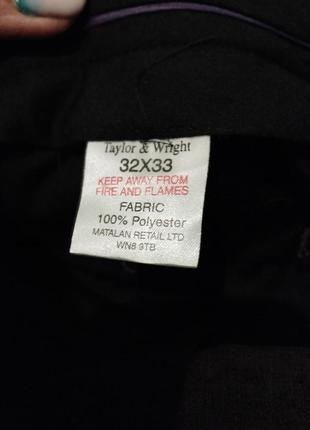 Taylor & Wright
32X33
KEEP AWAY FROM
FIRE AND FLAMES
FABRIC
100% Polyester
MATALAN RETAIL LTD
WN8 9TB